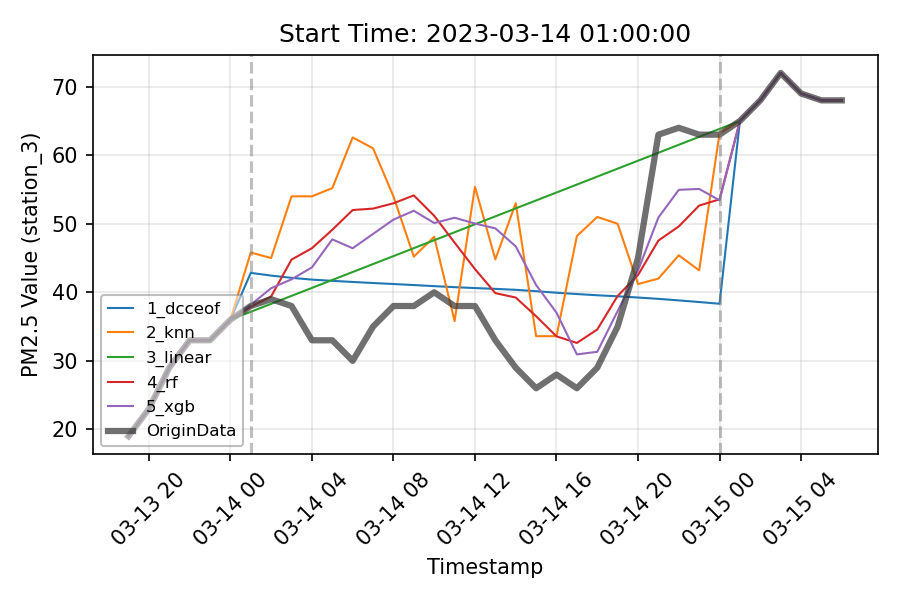 Start Time: 2023-03-14 01:00:00
PM2.5 Value (station_3)
70
60
50
40
30
20
1_dcceof
2_knn
3_linear
4_rf
5_xgb
OriginData
03-13 20
03-14 00
03-14 04
03-14 08
03-14 12
03-14 16
03-14 20
03-15 00
03-15 04
Timestamp